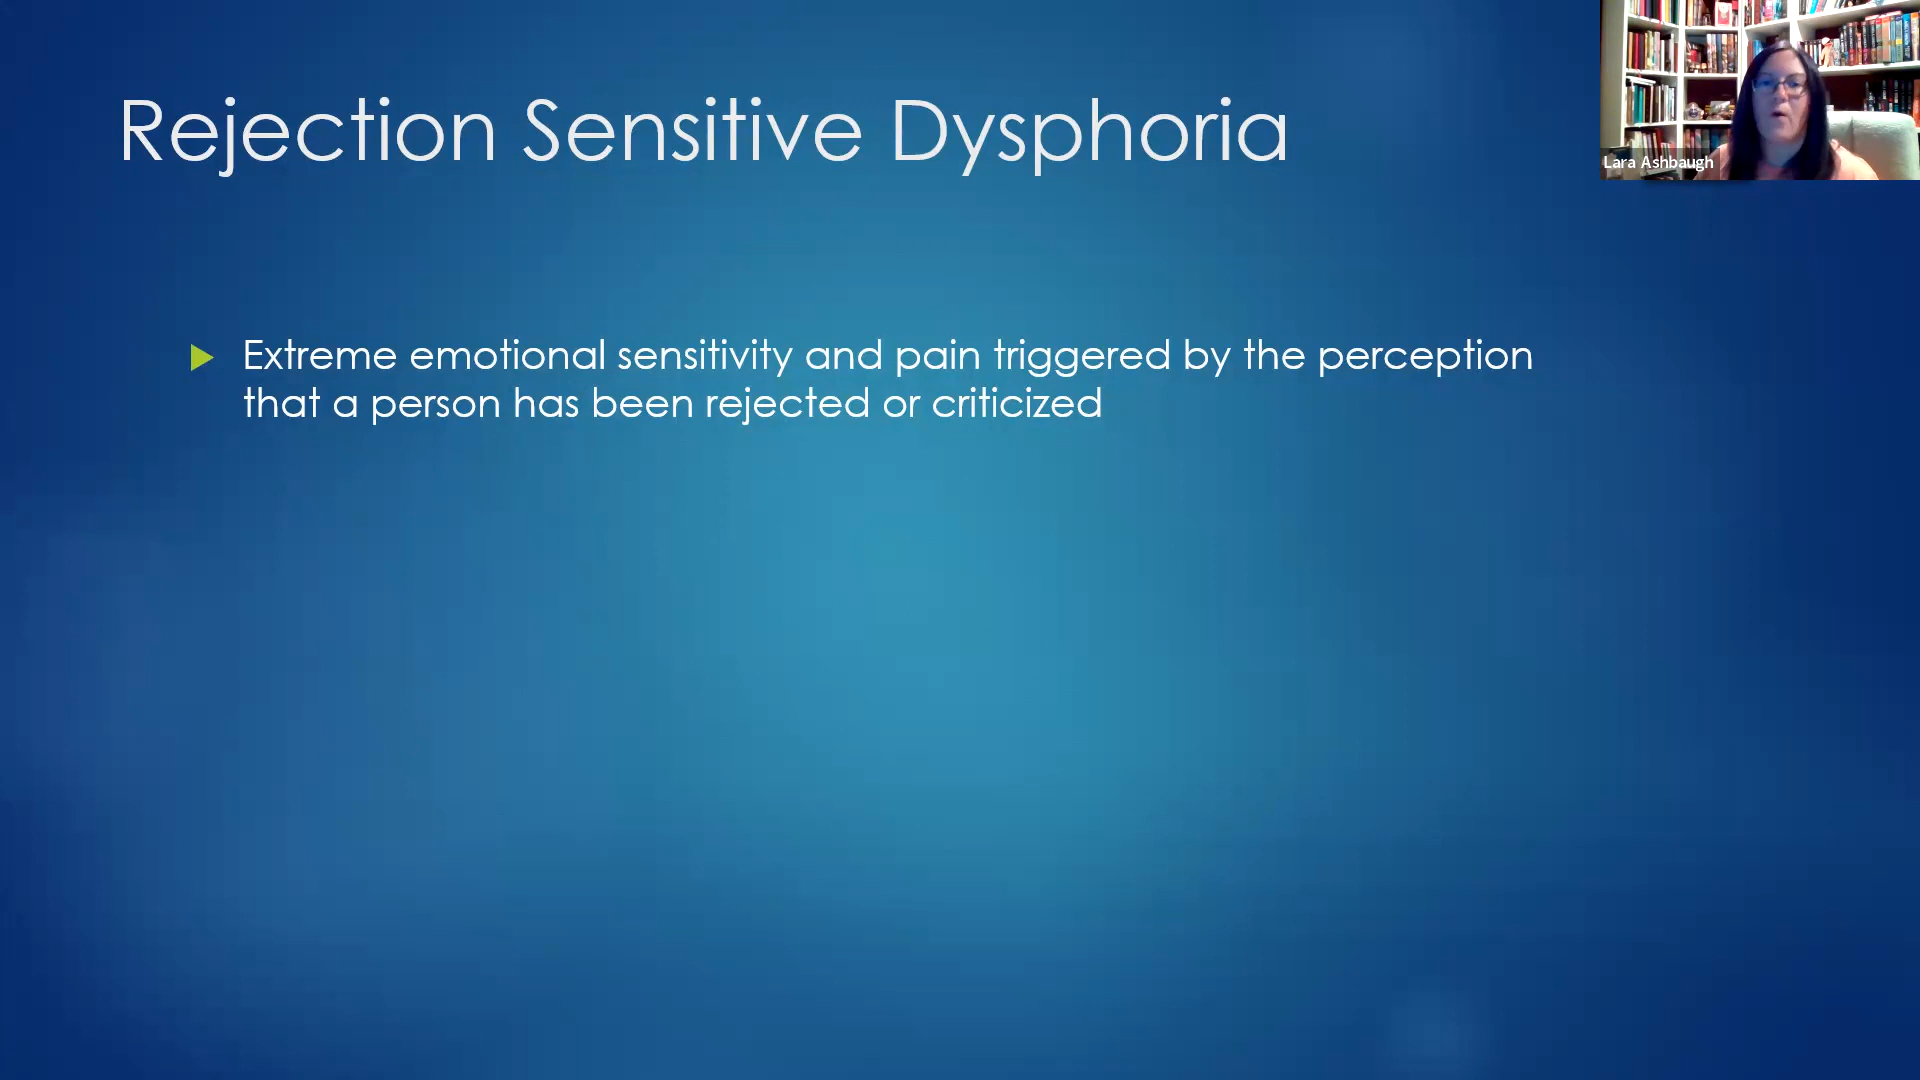 Rejection Sensitive Dysphoria
Lara Ashbaugh
Extreme emotional sensitivity and pain triggered by the perception
that a person has been rejected or criticized